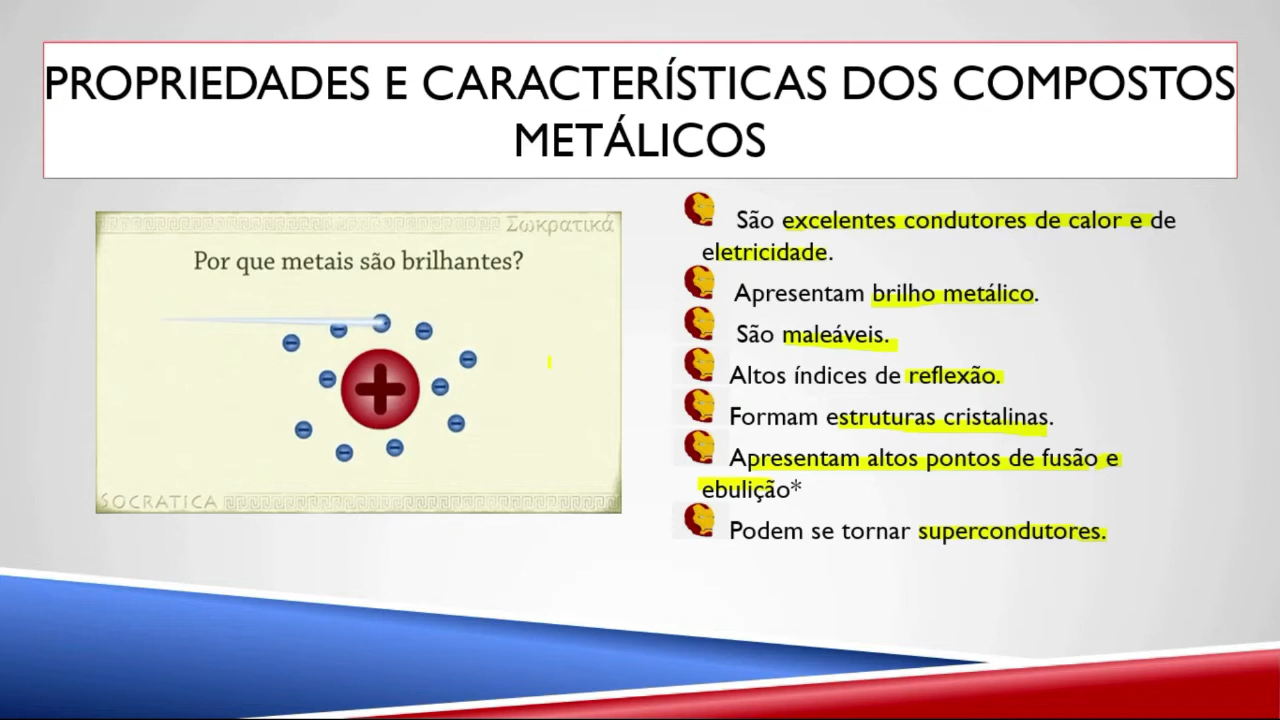 PROPRIEDADES E CARACTERÍSTICAS DOS COMPOSTOS
METÁLICOS
Σωκρατικά
Por que metais são brilhantes?
SOCRATICA
São excelentes condutores de calor e de
eletricidade.
Apresentam brilho metálico.
São maleáveis.
Altos índices de reflexão.
Formam estruturas cristalinas.
Apresentam altos pontos de fusão e
ebulição*
Podem se tornar supercondutores.